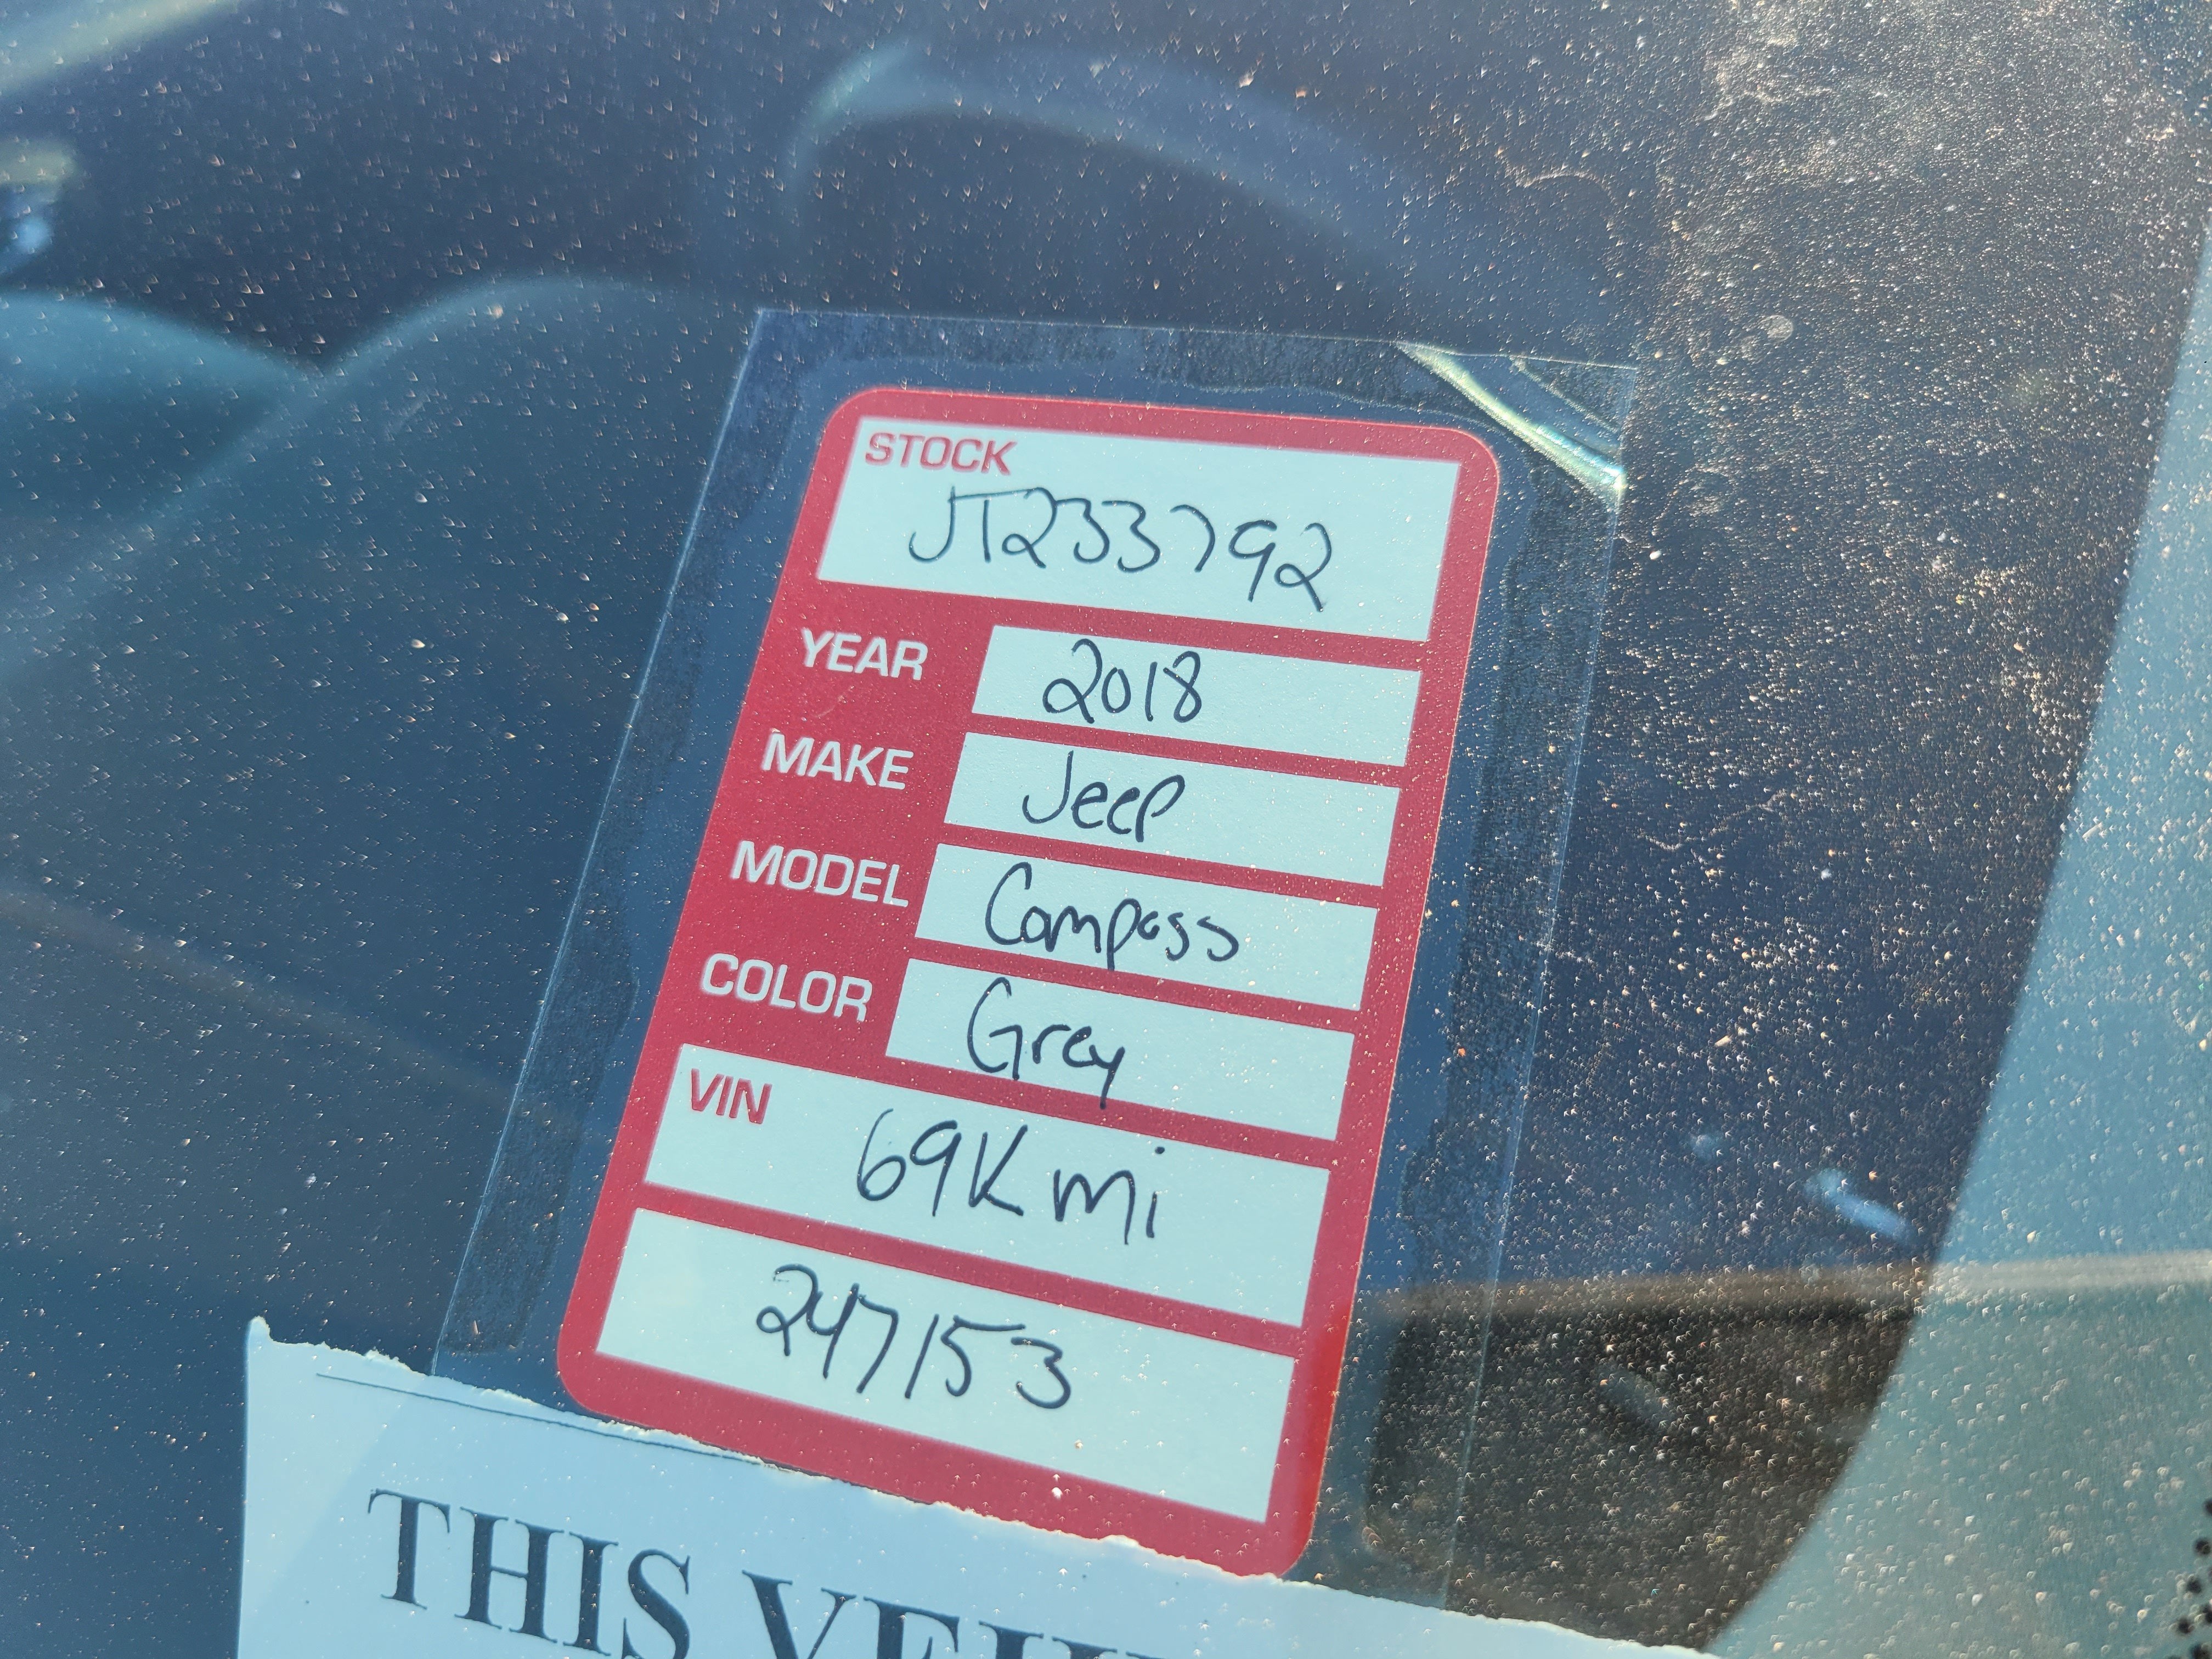 STOCK
JT233792
YEAR 2018
MAKE Jeep
MODEL Compass
COLOR Grey
VIN 69K mi
247153
THIS